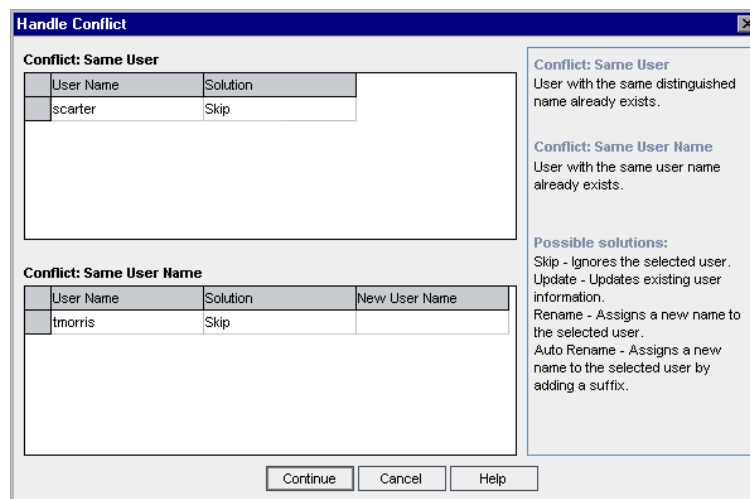 Handle Conflict
Conflict: Same User
User Name Solution
scarter Skip
Conflict: Same User Name
User Name Solution New User Name
tmorris Skip
Conflict: Same User
User with the same distinguished
name already exists.
Conflict: Same User Name
User with the same user name
already exists.
Possible solutions:
Skip - Ignores the selected user.
Update - Updates existing user
information.
Rename - Assigns a new name to
the selected user.
Auto Rename - Assigns a new
name to the selected user by
adding a suffix.
Continue Cancel Help